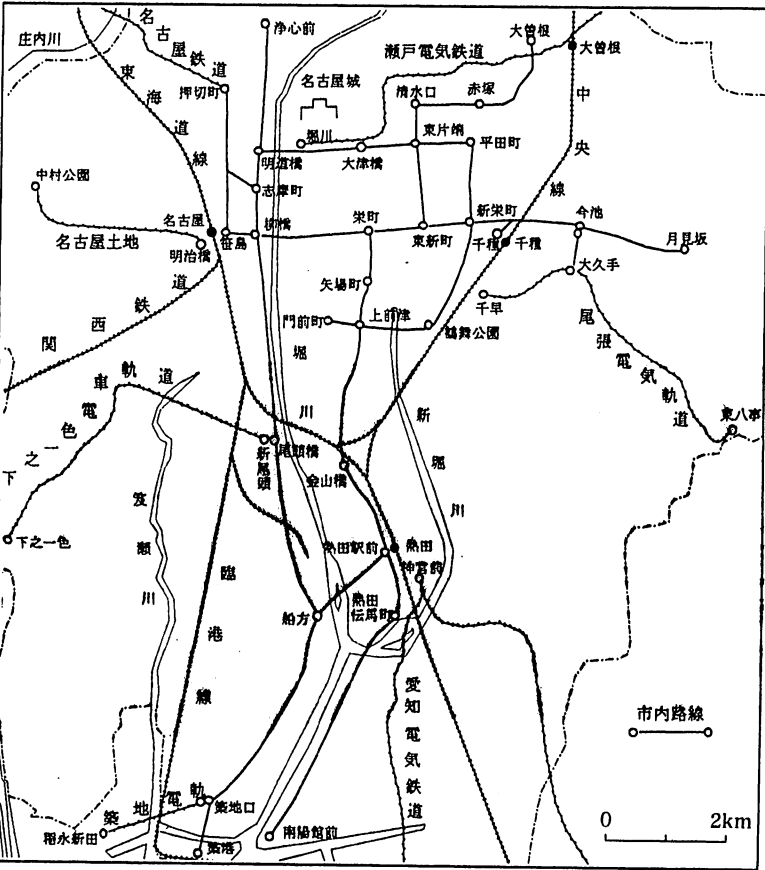 庄内川
名古屋鉄道
浄心前
瀬戸電気鉄道
大曽根
大曽根
東海道線
押切町
名古屋城
清水口
赤塚
中央線
堀川
東片端
平田町
明道橋
大津橋
中村公園
志摩町
名古屋
笹島
柳橋
栄町
東新町
新栄町
千種
千種
今池
月見坂
名古屋土地
明治橋
矢場町
大久手
千早
関西鉄道
門前町
上前津
鶴舞公園
尾張電気軌道
堀川
新堀川
東八事
下之一色電車軌道
新尾頭
尾頭橋
金山橋
下之一色
熱田駅前
熱田
神宮前
臨港線
船方
熱田
伝馬町
愛知電気鉄道
市内路線
築地電軌
築地口
稲永新田
築港
南陽館前
0 2km